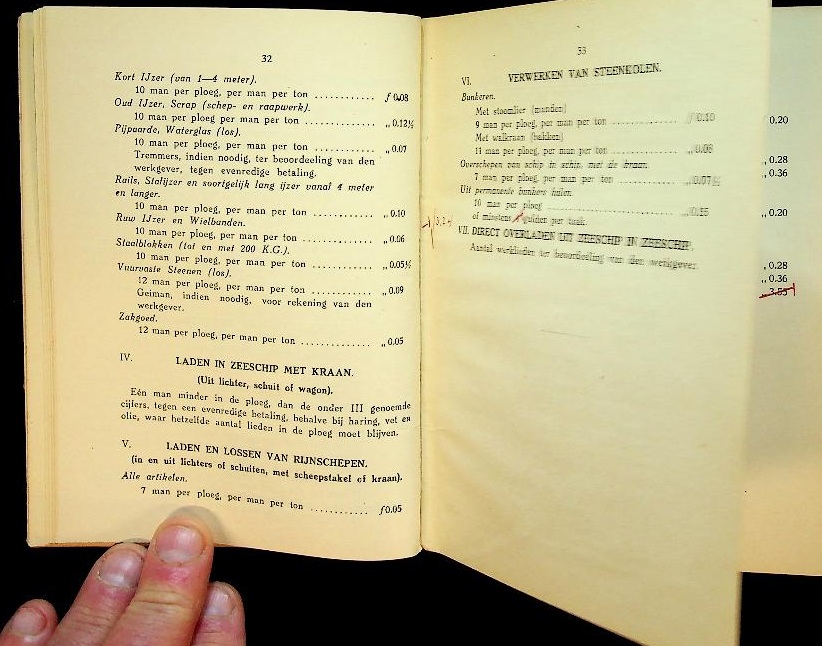 32
Kort IJzer (van 1—4 meter).
10 man per ploeg, per man per ton ............ ƒ 0.08
Oud IJzer, Scrap (schep- en raapwerk).
10 man per ploeg per man per ton ............ „ 0.12½
Pijpaarde, Waterglas (los).
10 man per ploeg, per man per ton ............ „ 0.07
Tremmers, indien noodig, ter beoordeeling van den
werkgever, tegen evenredige betaling.
Rails, Stafijzer en soortgelijk lang ijzer vanaf 4 meter
en langer.
10 man per ploeg, per man per ton ............ „ 0.10
Ruw IJzen en Wielbanden.
10 man per ploeg, per man per ton ............ „ 0.06
Staalblokken (tot en met 200 K.G.).
10 man per ploeg, per man per ton ............ „ 0.05½
Vuurvaste Steenen (los).
12 man per ploeg, per man per ton ............ „ 0.09
Geiman, indien noodig, voor rekening van den
werkgever.
Zakgoed.
12 man per ploeg, per man per ton ............ „ 0.05
IV. LADEN IN ZEESCHIP MET KRAAN.
(Uit lichter, schuit of wagon).
Eén man minder in de ploeg, dan de onder III genoemde
cijfers, tegen een evenredige betaling, behalve bij haring, vet en
olie, waar hetzelfde aantal lieden in de ploeg moet blijven.
V. LADEN EN LOSSEN VAN RIJNSCHEPEN.
(in en uit lichters of schuiten, met scheepstakel of kraan).
Alle artikelen.
7 man per ploeg, per man per ton ............ ƒ 0.05
33
VI. VERWERKEN VAN STEENKOLEN.
Bunkeren.
Met stoomlier (manden)
9 man per ploeg, per man per ton ............ ƒ 0.10
Met walkraan (bakken)
11 man per ploeg, per man per ton ............ „ 0.08
Overschepen van schip in schip, met de kraan.
7 man per ploeg, per man per ton ............ „ 0.07½
Uit permanente bunkers halen.
10 man per ploeg ............ „ 0.15
of minstens gulden per taak.
VII. DIRECT OVERLADEN UIT ZEESCHIP IN ZEESCHIP.
Aantal werklieden ter beoordeeling van den werkgever.
0.20
„ 0.28
„ 0.36
„ 0.20
„ 0.28
„ 0.36